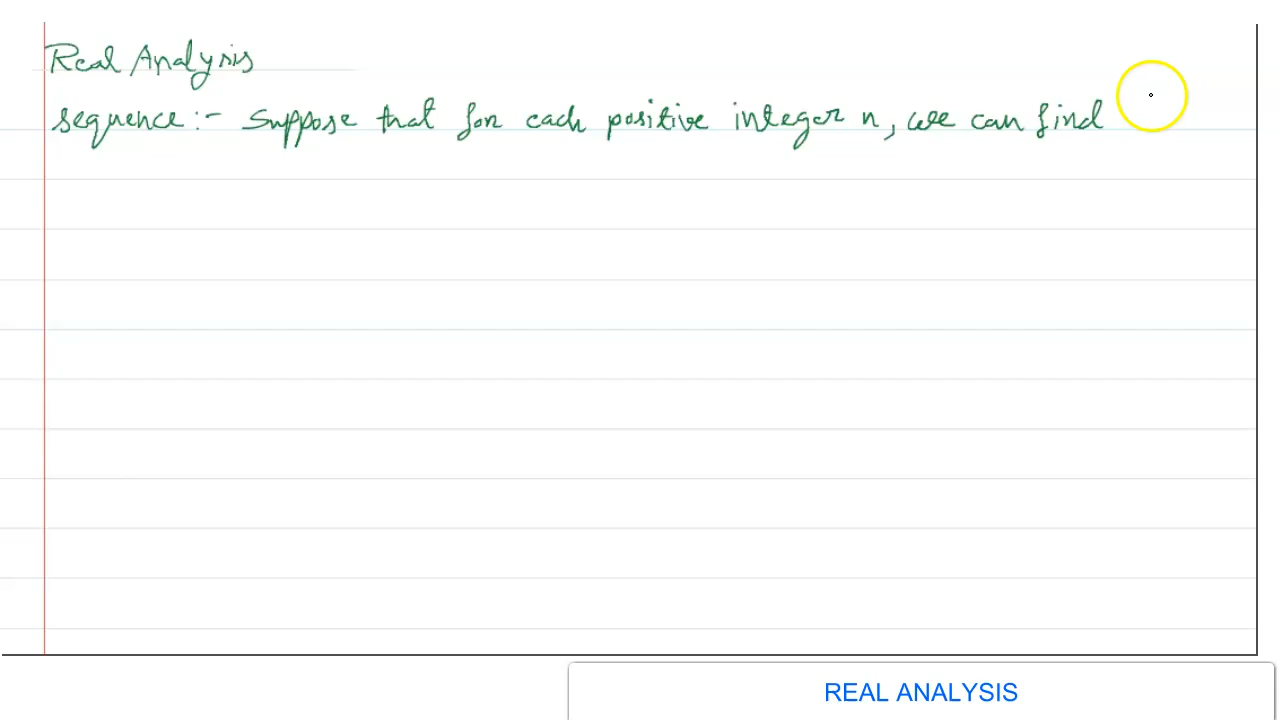 Real Analysis
sequence:- Suppose that for each positive integer n, we can find
REAL ANALYSIS